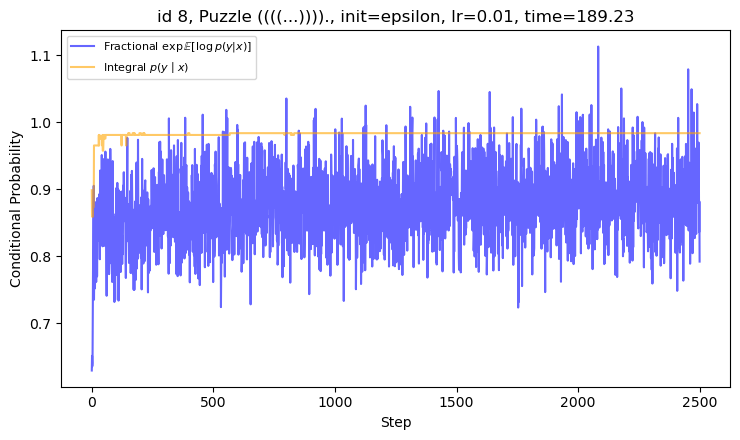 id 8, Puzzle ((((...))))., init=epsilon, lr=0.01, time=189.23
Fractional exp𝔼[log p(y|x)]
Integral p(y | x)
Conditional Probability
1.1
1.0
0.9
0.8
0.7
0 500 1000 1500 2000 2500
Step